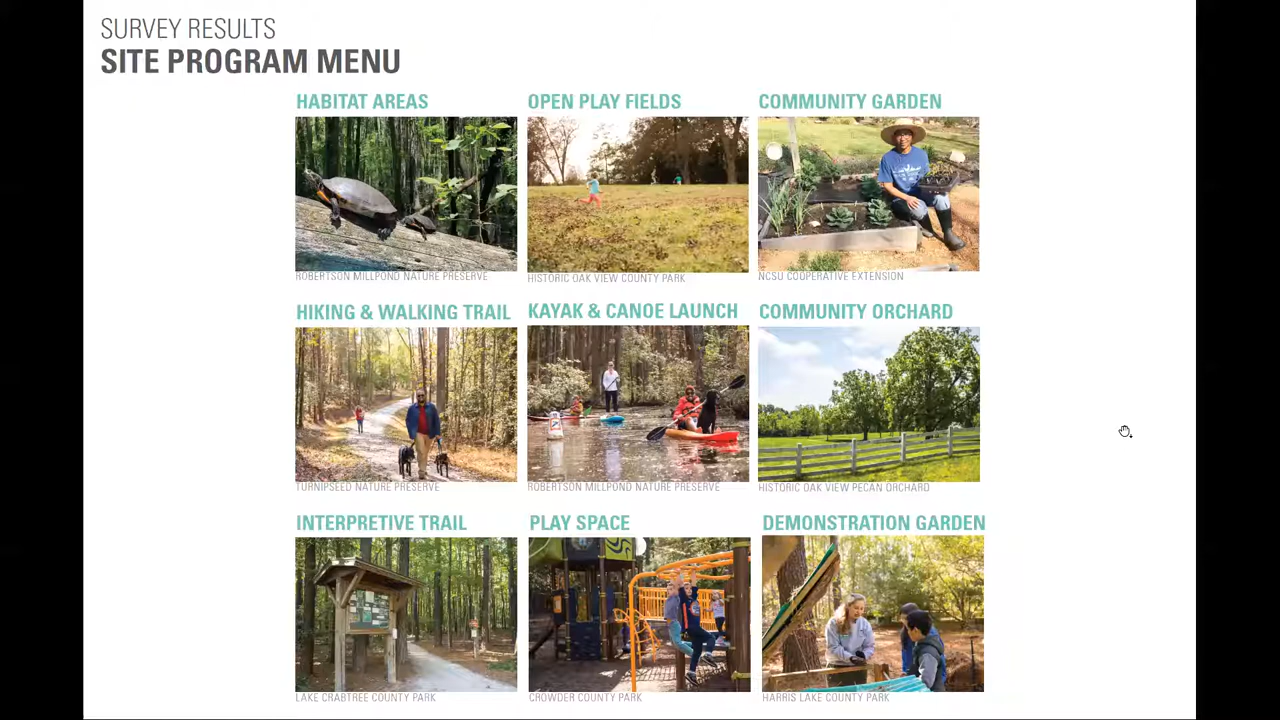 SURVEY RESULTS
SITE PROGRAM MENU
HABITAT AREAS
OPEN PLAY FIELDS
COMMUNITY GARDEN
ROBERTSON MILLPOND NATURE PRESERVE
HISTORIC OAK VIEW COUNTY PARK
NCSU COOPERATIVE EXTENSION
HIKING & WALKING TRAIL
KAYAK & CANOE LAUNCH
COMMUNITY ORCHARD
TURNIPSEED NATURE PRESERVE
ROBERTSON MILLPOND NATURE PRESERVE
HISTORIC OAK VIEW PECAN ORCHARD
INTERPRETIVE TRAIL
PLAY SPACE
DEMONSTRATION GARDEN
LAKE CRABTREE COUNTY PARK
CROWDER COUNTY PARK
HARRIS LAKE COUNTY PARK